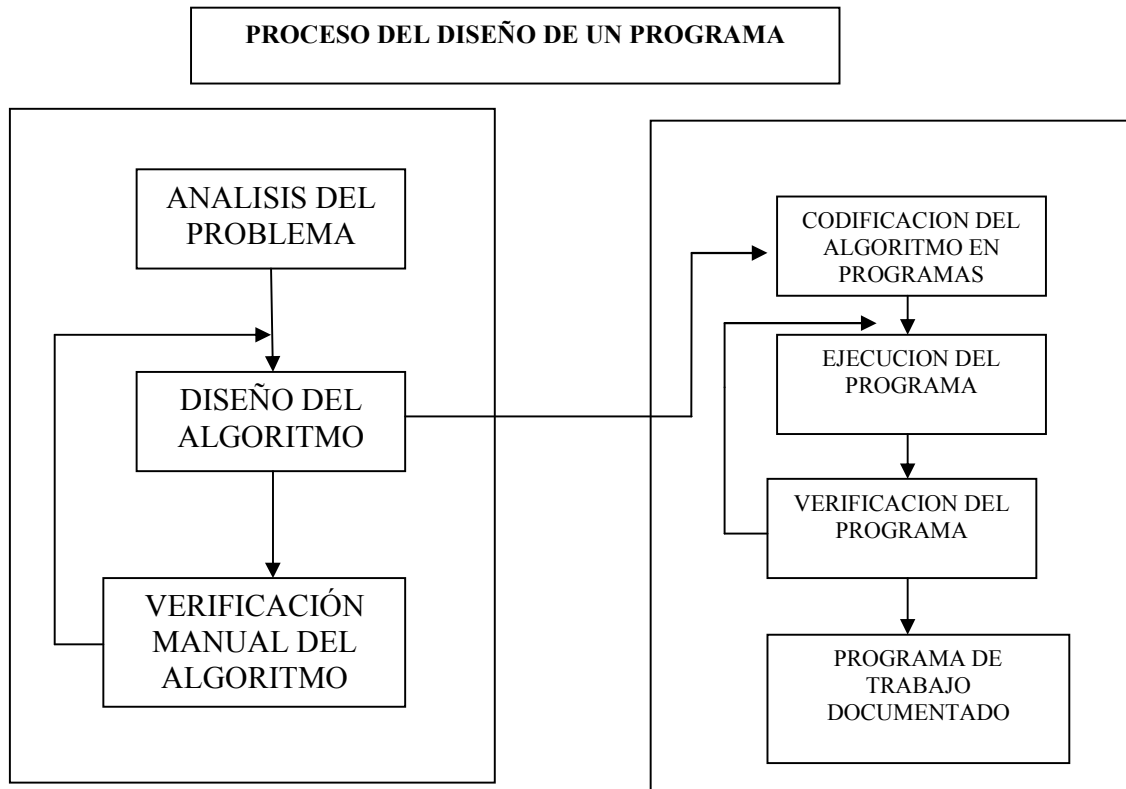 PROCESO DEL DISEÑO DE UN PROGRAMA
ANALISIS DEL
PROBLEMA
DISEÑO DEL
ALGORITMO
VERIFICACIÓN
MANUAL DEL
ALGORITMO
CODIFICACION DEL
ALGORITMO EN
PROGRAMAS
EJECUCION DEL
PROGRAMA
VERIFICACION DEL
PROGRAMA
PROGRAMA DE
TRABAJO
DOCUMENTADO